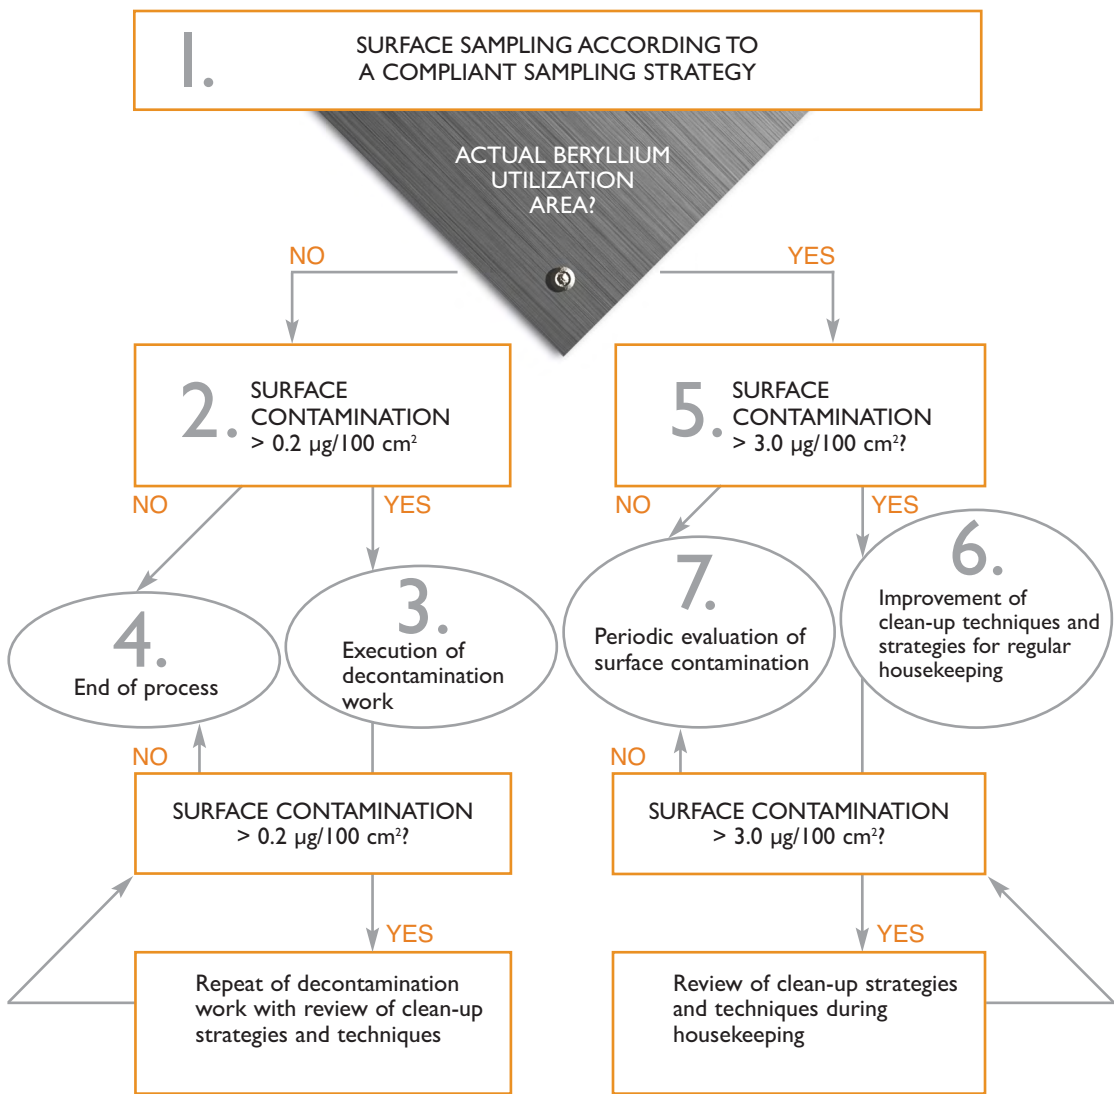 1.
SURFACE SAMPLING ACCORDING TO
A COMPLIANT SAMPLING STRATEGY
ACTUAL BERYLLIUM
UTILIZATION
AREA?
NO
YES
2.
SURFACE
CONTAMINATION
> 0.2 µg/100 cm²
5.
SURFACE
CONTAMINATION
> 3.0 µg/100 cm²?
NO
YES
NO
YES
4.
End of process
3.
Execution of
decontamination
work
7.
Periodic evaluation of
surface contamination
6.
Improvement of
clean-up techniques and
strategies for regular
housekeeping
NO
SURFACE CONTAMINATION
> 0.2 µg/100 cm²?
NO
SURFACE CONTAMINATION
> 3.0 µg/100 cm²?
YES
YES
Repeat of decontamination
work with review of clean-up
strategies and techniques
Review of clean-up strategies
and techniques during
housekeeping